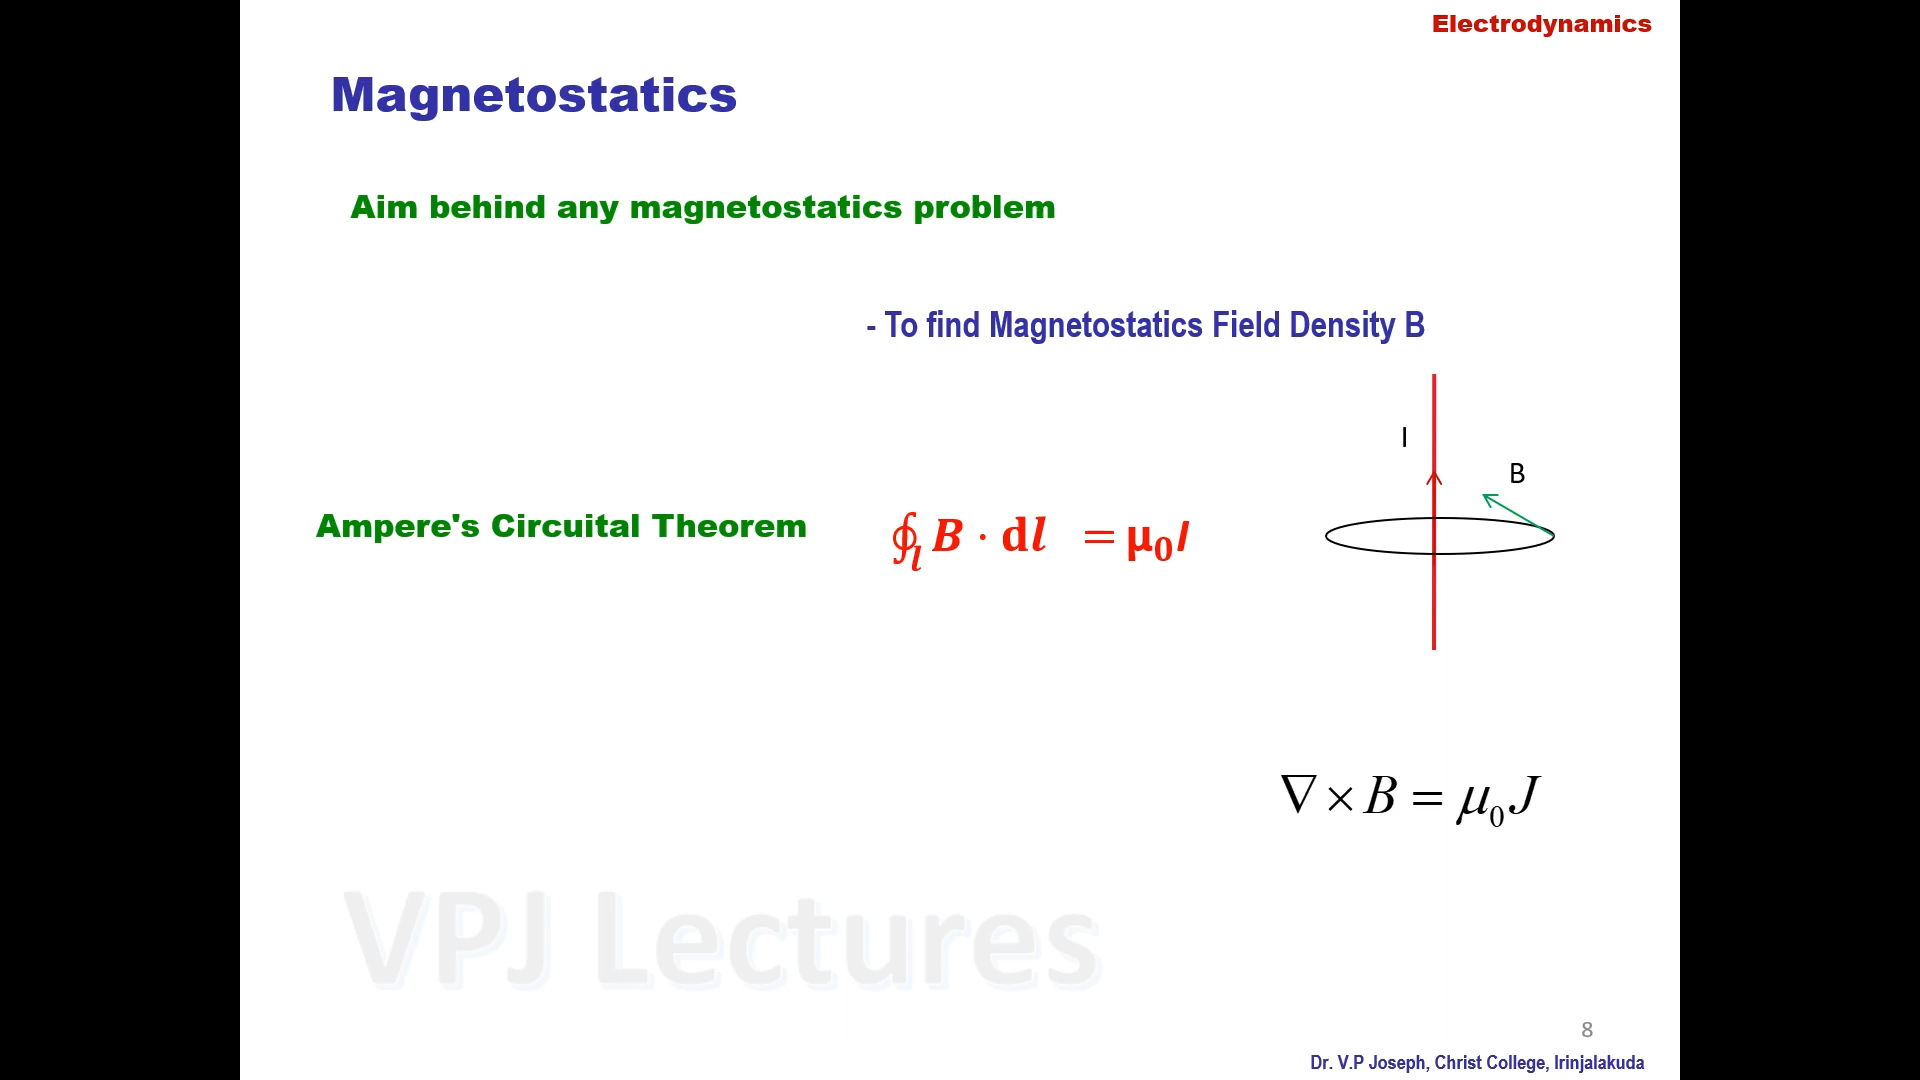 Electrodynamics
Magnetostatics
Aim behind any magnetostatics problem
- To find Magnetostatics Field Density B
I
B
Ampere's Circuital Theorem
∮l B · dl = μ₀I
∇×B = μ₀J
VPJ Lectures
8
Dr. V.P Joseph, Christ College, Irinjalakuda